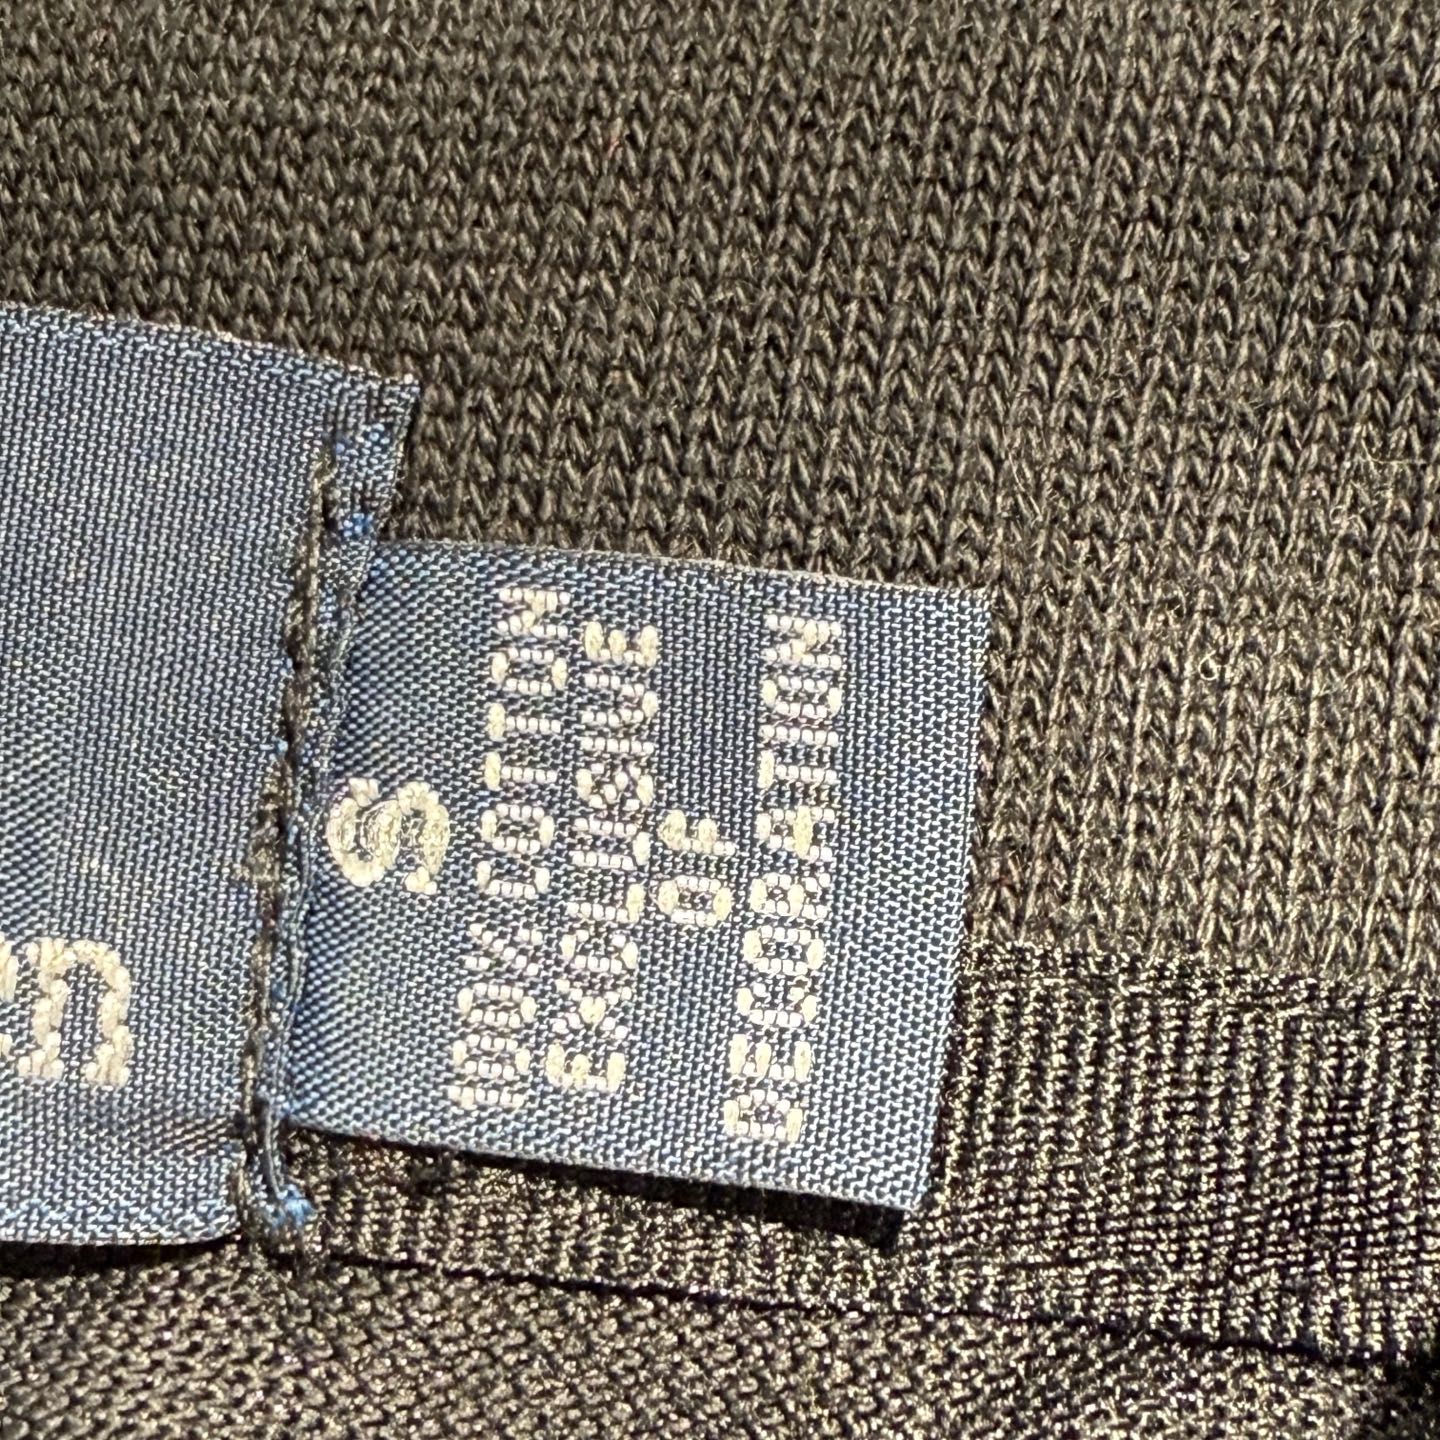 S
100% COTTON
EXCLUSIVE
OF
DECORATION